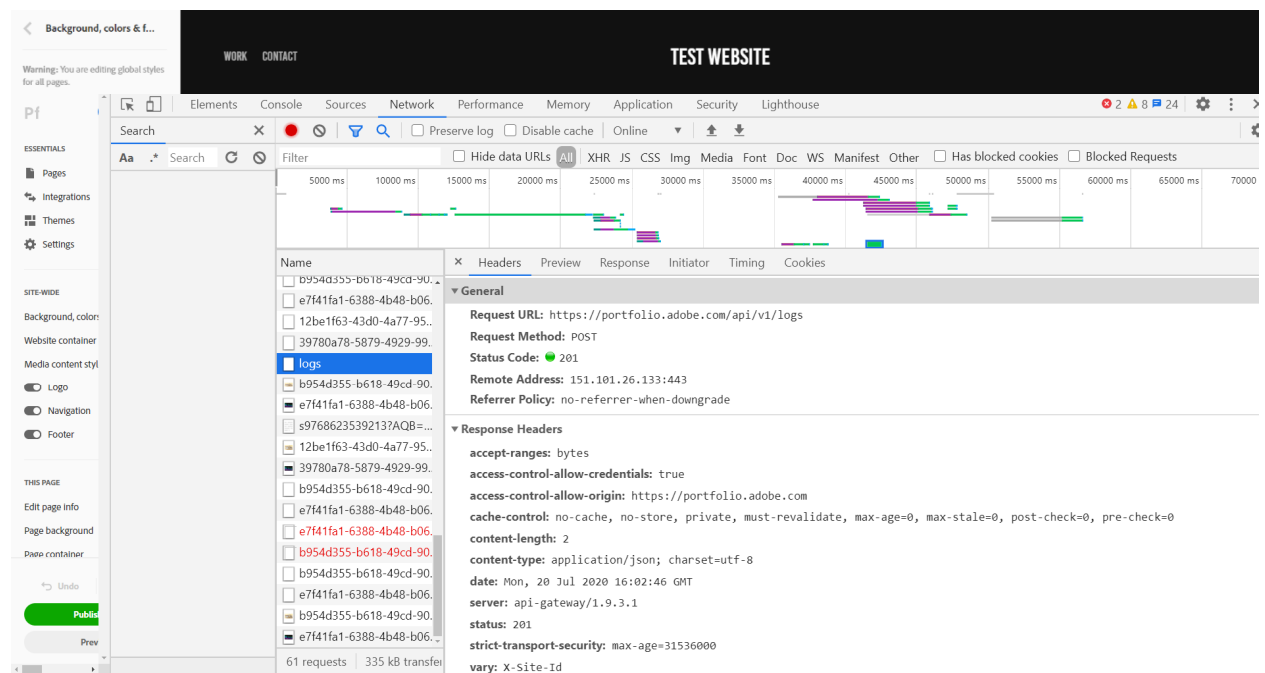 Background, colors & f...
WORK CONTACT
TEST WEBSITE
Warning: You are editing global styles
for all pages.
Pf
Elements Console Sources Network Performance Memory Application Security Lighthouse 2 8 24
Search
Preserve log Disable cache Online
ESSENTIALS
Aa .* Search
Filter Hide data URLs All XHR JS CSS Img Media Font Doc WS Manifest Other Has blocked cookies Blocked Requests
Pages
Integrations
Themes
Settings
5000 ms 10000 ms 15000 ms 20000 ms 25000 ms 30000 ms 35000 ms 40000 ms 45000 ms 50000 ms 55000 ms 60000 ms 65000 ms 70000
SITE-WIDE
Background, colors
Website container
Media content styl
Logo
Navigation
Footer
THIS PAGE
Edit page info
Page background
Page container
Undo
Publis
Prev
Name
b954d355-b618-49cd-90.
e7f41fa1-6388-4b48-b06.
12be1f63-43d0-4a77-95..
39780a78-5879-4929-99..
logs
b954d355-b618-49cd-90.
e7f41fa1-6388-4b48-b06.
s9768623539213?AQB=...
12be1f63-43d0-4a77-95..
39780a78-5879-4929-99..
b954d355-b618-49cd-90.
e7f41fa1-6388-4b48-b06.
e7f41fa1-6388-4b48-b06.
b954d355-b618-49cd-90.
b954d355-b618-49cd-90.
e7f41fa1-6388-4b48-b06.
b954d355-b618-49cd-90.
e7f41fa1-6388-4b48-b06.
61 requests 335 kB transfer
Headers Preview Response Initiator Timing Cookies
General
Request URL: https://portfolio.adobe.com/api/v1/logs
Request Method: POST
Status Code: 201
Remote Address: 151.101.26.133:443
Referrer Policy: no-referrer-when-downgrade
Response Headers
accept-ranges: bytes
access-control-allow-credentials: true
access-control-allow-origin: https://portfolio.adobe.com
cache-control: no-cache, no-store, private, must-revalidate, max-age=0, max-stale=0, post-check=0, pre-check=0
content-length: 2
content-type: application/json; charset=utf-8
date: Mon, 20 Jul 2020 16:02:46 GMT
server: api-gateway/1.9.3.1
status: 201
strict-transport-security: max-age=31536000
vary: X-Site-Id